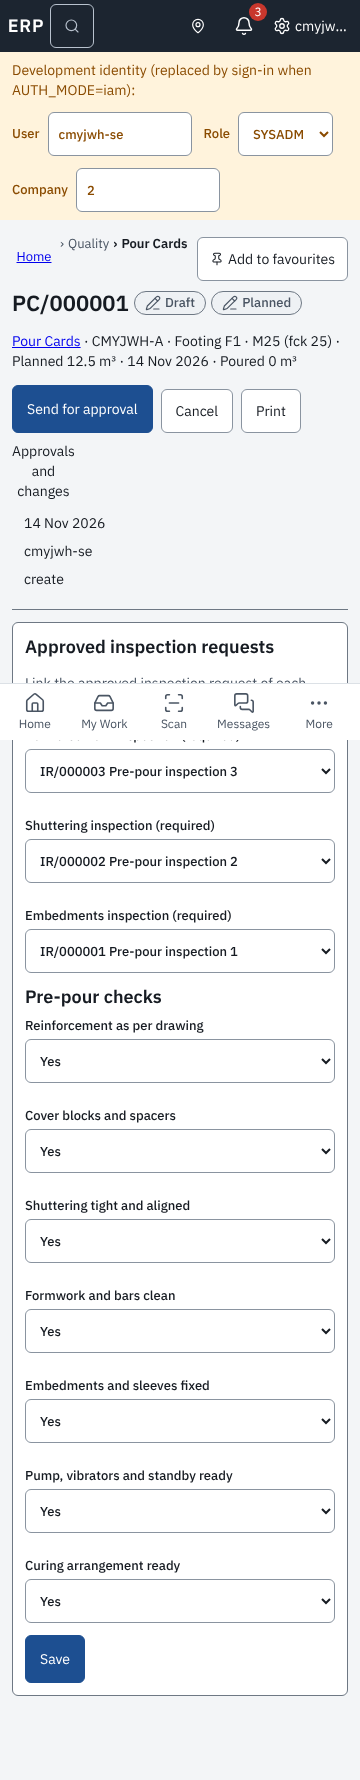 ERP
3
cmyjw...
Development identity (replaced by sign-in when
AUTH_MODE=iam):
User cmyjwh-se Role SYSADM
Company 2
Home › Quality › Pour Cards
Add to favourites
PC/000001 Draft Planned
Pour Cards · CMYJWH-A · Footing F1 · M25 (fck 25) ·
Planned 12.5 m³ · 14 Nov 2026 · Poured 0 m³
Send for approval Cancel Print
Approvals
and
changes
14 Nov 2026
cmyjwh-se
create
Approved inspection requests
Link the approved inspection request of each
Home My Work Scan Messages More
IR/000003 Pre-pour inspection 3
Shuttering inspection (required)
IR/000002 Pre-pour inspection 2
Embedments inspection (required)
IR/000001 Pre-pour inspection 1
Pre-pour checks
Reinforcement as per drawing
Yes
Cover blocks and spacers
Yes
Shuttering tight and aligned
Yes
Formwork and bars clean
Yes
Embedments and sleeves fixed
Yes
Pump, vibrators and standby ready
Yes
Curing arrangement ready
Yes
Save